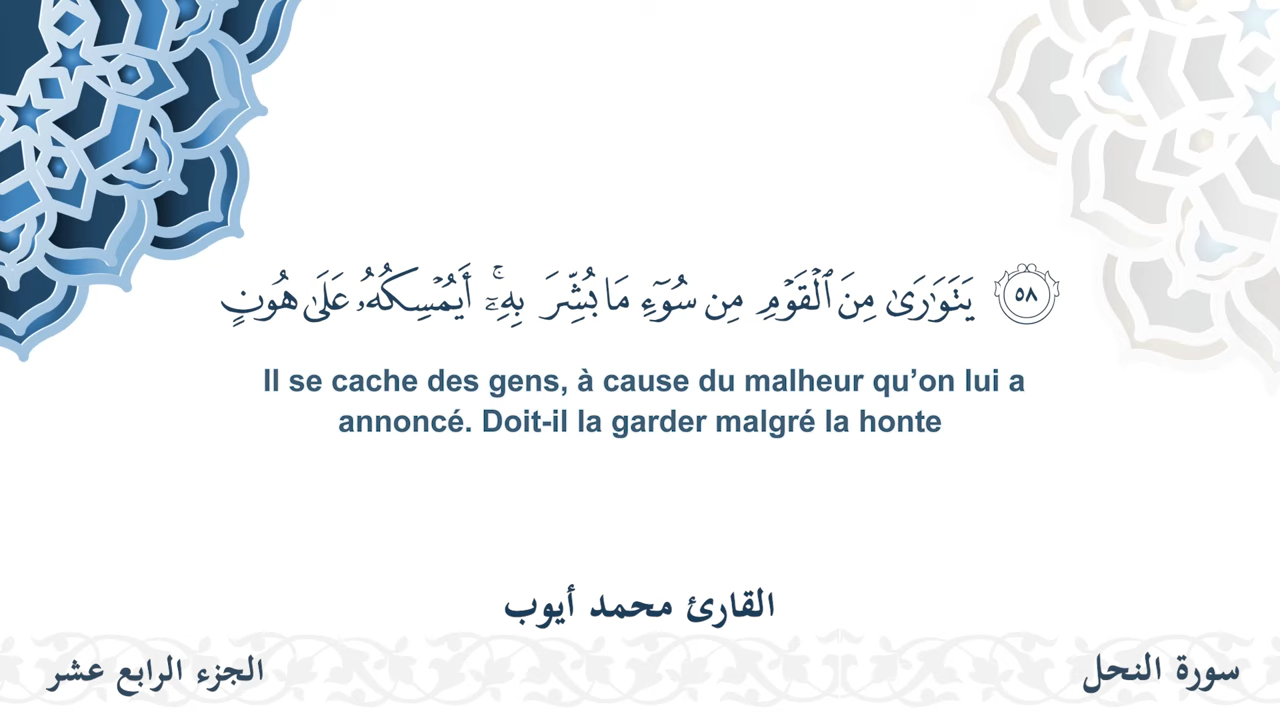 ٥٨ يَتَوَٰرَىٰ مِنَ ٱلۡقَوۡمِ مِن سُوٓءِ مَا بُشِّرَ بِهِۦٓۚ أَيُمۡسِكُهُۥ عَلَىٰ هُونٍ
Il se cache des gens, à cause du malheur qu’on lui a
annoncé. Doit-il la garder malgré la honte
القارئ محمد أيوب
سورة النحل
الجزء الرابع عشر